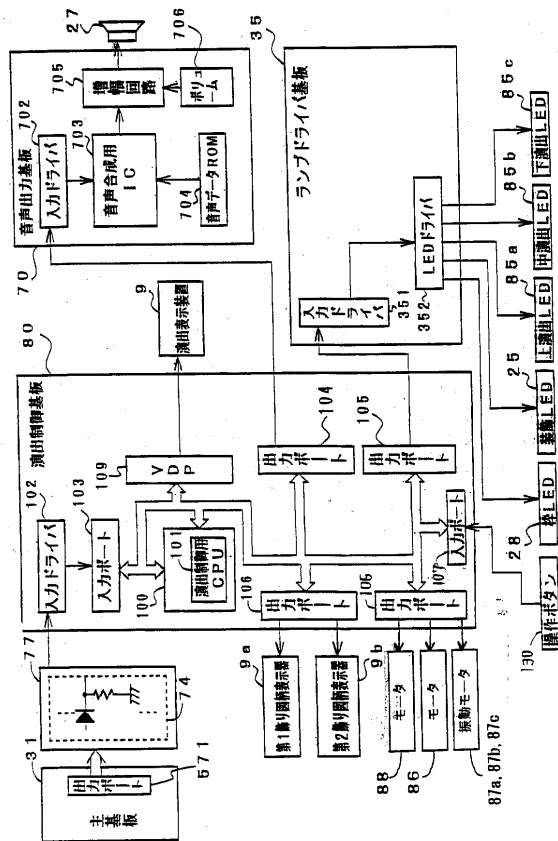 31
主基板
出力ポート
571
77
74
演出制御基板
80
102
入力ドライバ
103
入力ポート
100
101
演出制御用
CPU
109
VDP
9
演出表示装置
104
出力ポート
105
出力ポート
106
出力ポート
106
出力ポート
107
入力ポート
9a
第1飾り図柄表示器
第2飾り図柄表示器
9b
88
モータ
86
モータ
振動モータ
87a, 87b, 87c
130
操作ボタン
70
音声出力基板
702
入力ドライバ
703
音声合成用
IC
704
音声データROM
705
増幅回路
706
ボリューム
27
35
ランプドライバ基板
入力ドライバ
351
352
LEDドライバ
28
枠LED
25
装飾LED
85a
上演出LED
85b
中演出LED
85c
下演出LED